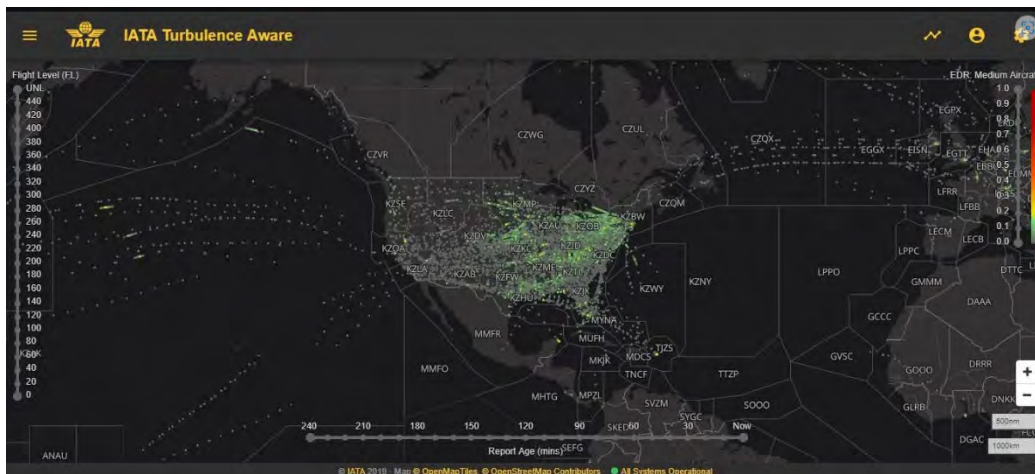 IATA
IATA Turbulence Aware
Flight Level (FL)
UNL
440
420
400
380
360
340
320
300
280
260
240
220
200
180
160
140
120
100
80
60
40
20
0
EDR: Medium Aircraf
1.0
0.9
0.8
0.7
0.6
0.5
0.4
0.3
0.2
0.1
0.0
CZVR
CZWG
CZUL
CZQX
EGGX
EISN
EGPX
EGTT
LFRR
LFBB
CZYZ
CZQM
KZSE
KZLC
KZMP
KZAU
KZOB
KZBW
KZOA
KZDV
KZKC
KZID
KZDC
KZLA
KZAB
KZFW
KZME
KZTL
KZHU
KZJX
KZWY
KZNY
LPPO
LPPC
LECM
LECB
GMMM
DTTC
DAAA
GCCC
MMFR
MYNA
MUFH
MMFO
MKJK
MDCS
TJZS
TNCF
TTZP
GVSC
GOOO
DRRR
MHTG
MPZL
SVZM
SYGC
SOOO
GLRB
DNKK
SKED
SEFG
DGAC
ANAU
+
−
500nm
1000km
240
210
180
150
120
90
60
30
Now
Report Age (mins)
© IATA 2019 - Map © OpenMapTiles © OpenStreetMap Contributors
All Systems Operational